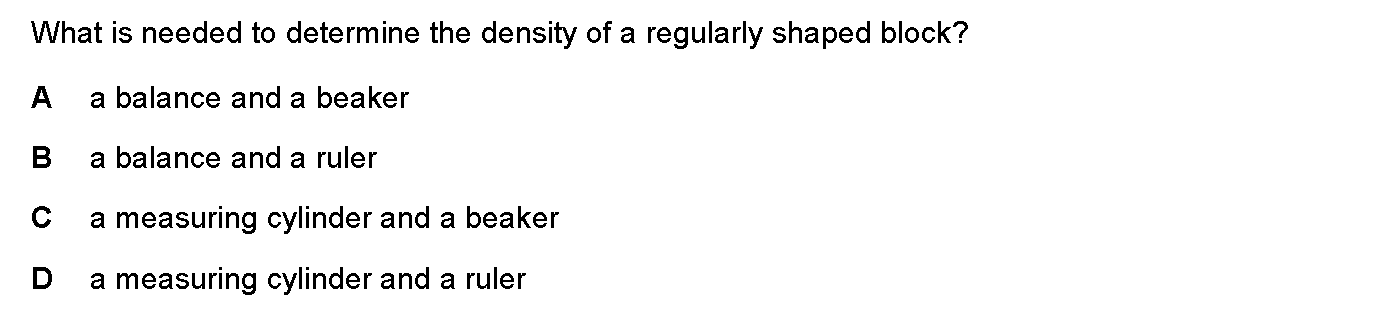 What is needed to determine the density of a regularly shaped block?
A a balance and a beaker
B a balance and a ruler
C a measuring cylinder and a beaker
D a measuring cylinder and a ruler